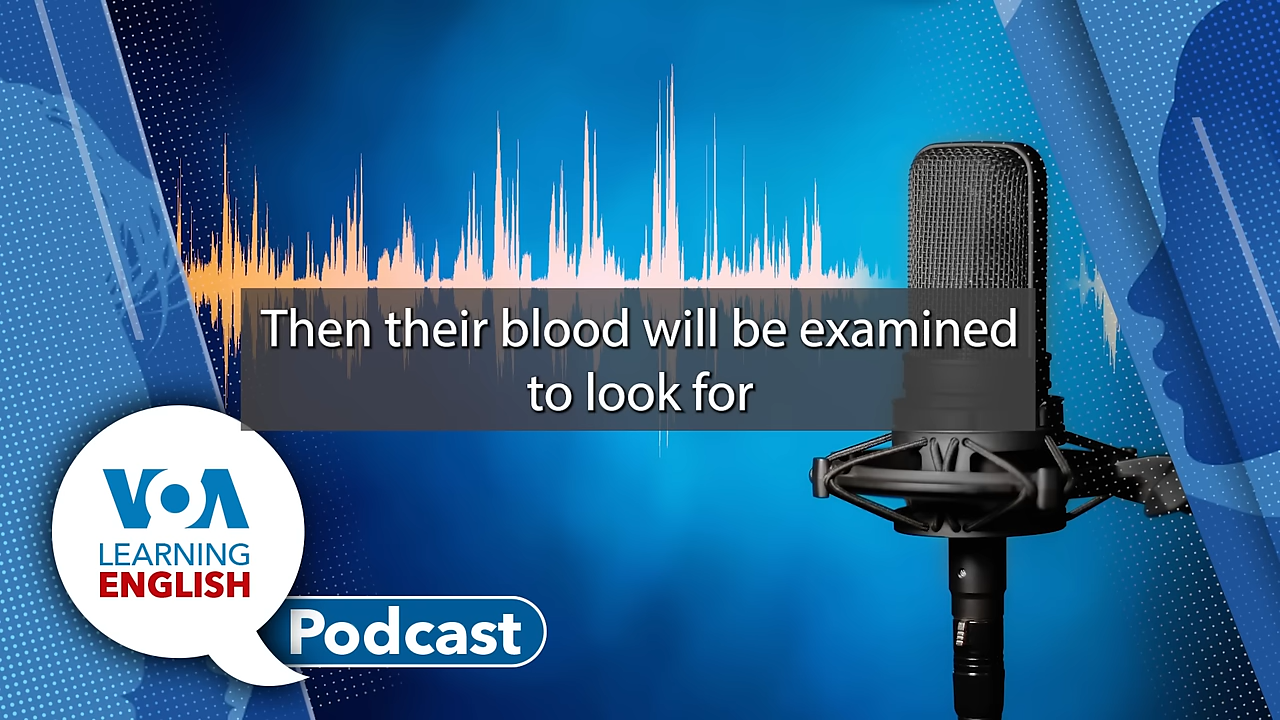 Then their blood will be examined
to look for
VOA
LEARNING
ENGLISH
Podcast